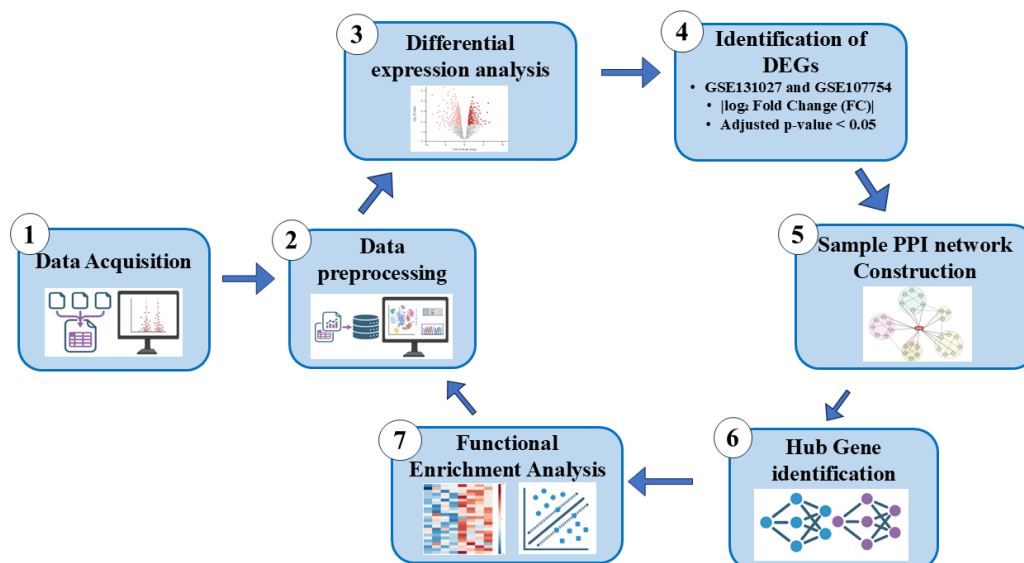 1
Data Acquisition
2
Data
preprocessing
3
Differential
expression analysis
4
Identification of
DEGs
• GSE131027 and GSE107754
• |log₂ Fold Change (FC)|
• Adjusted p-value < 0.05
5
Sample PPI network
Construction
6
Hub Gene
identification
7
Functional
Enrichment Analysis